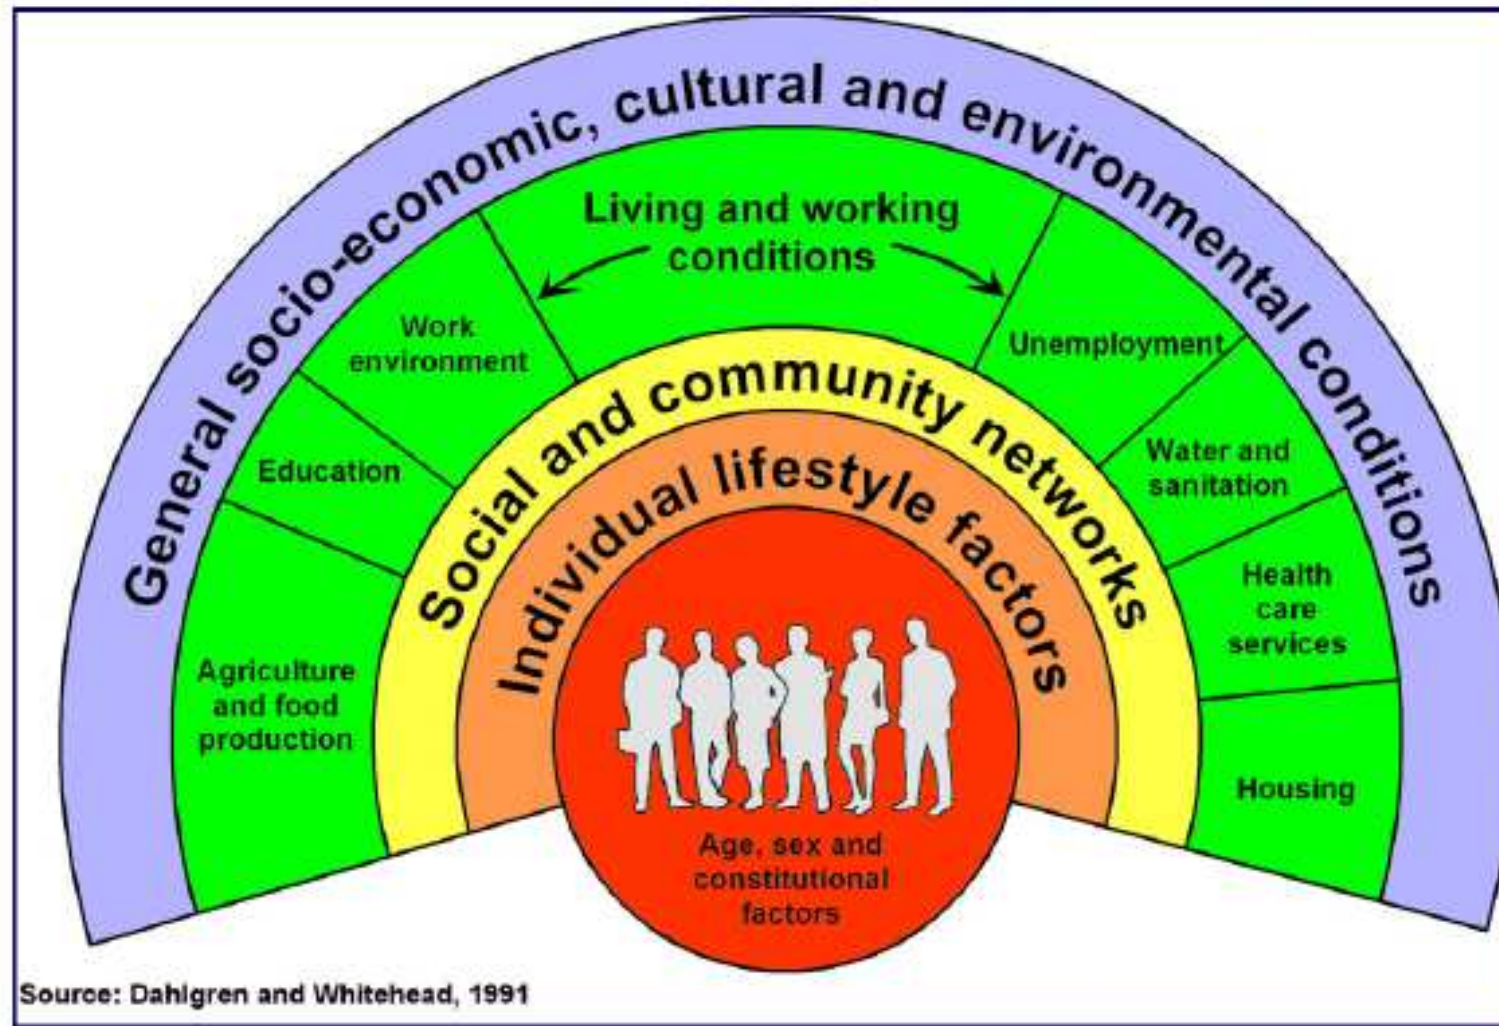 General socio-economic, cultural and environmental conditions
Living and working
conditions
Work
environment
Unemployment
Education
Water and
sanitation
Agriculture
and food
production
Health
care
services
Housing
Social and community networks
Individual lifestyle factors
Age, sex and
constitutional
factors
Source: Dahlgren and Whitehead, 1991